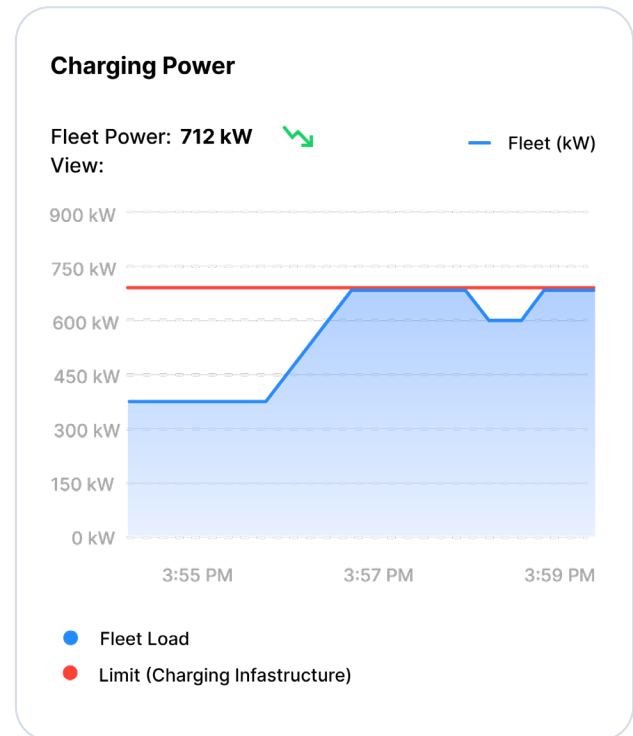 Charging Power
Fleet Power: 712 kW
Fleet (kW)
View:
900 kW
750 kW
600 kW
450 kW
300 kW
150 kW
0 kW
3:55 PM 3:57 PM 3:59 PM
Fleet Load
Limit (Charging Infastructure)